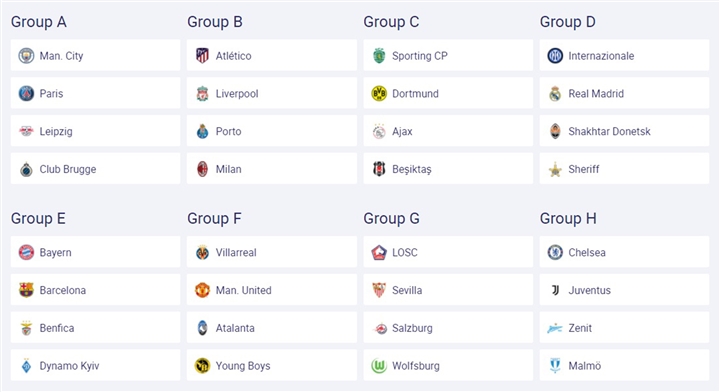 Group A
Man. City
Paris
Leipzig
Club Brugge
Group B
Atlético
Liverpool
Porto
Milan
Group C
Sporting CP
Dortmund
Ajax
Beşiktaş
Group D
Internazionale
Real Madrid
Shakhtar Donetsk
Sheriff
Group E
Bayern
Barcelona
Benfica
Dynamo Kyiv
Group F
Villarreal
Man. United
Atalanta
Young Boys
Group G
LOSC
Sevilla
Salzburg
Wolfsburg
Group H
Chelsea
Juventus
Zenit
Malmö